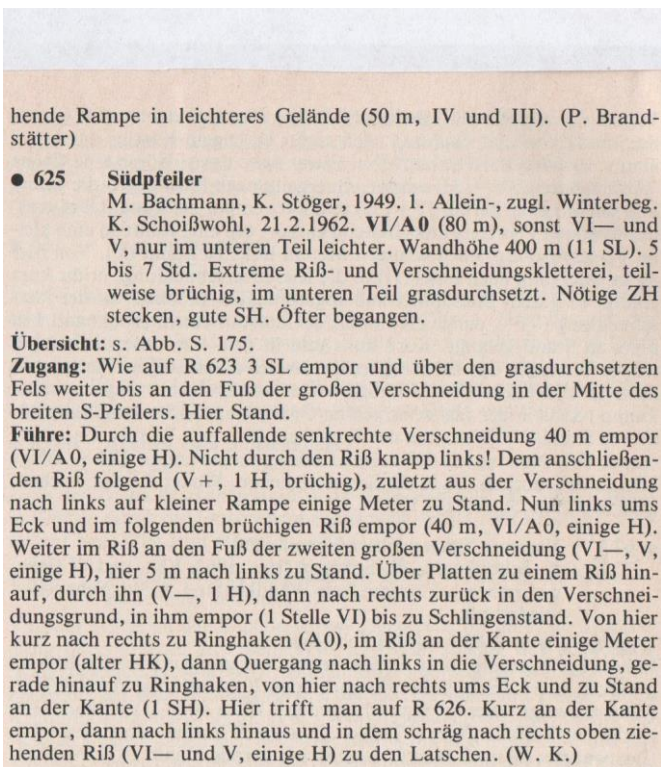 hende Rampe in leichteres Gelände (50 m, IV und III). (P. Brand-
stätter)
● 625 Südpfeiler
M. Bachmann, K. Stöger, 1949. 1. Allein-, zugl. Winterbeg.
K. Schoißwohl, 21.2.1962. VI/A0 (80 m), sonst VI— und
V, nur im unteren Teil leichter. Wandhöhe 400 m (11 SL). 5
bis 7 Std. Extreme Riß- und Verschneidungskletterei, teil-
weise brüchig, im unteren Teil grasdurchsetzt. Nötige ZH
stecken, gute SH. Öfter begangen.
Übersicht: s. Abb. S. 175.
Zugang: Wie auf R 623 3 SL empor und über den grasdurchsetzten
Fels weiter bis an den Fuß der großen Verschneidung in der Mitte des
breiten S-Pfeilers. Hier Stand.
Führe: Durch die auffallende senkrechte Verschneidung 40 m empor
(VI/A0, einige H). Nicht durch den Riß knapp links! Dem anschließen-
den Riß folgend (V+, 1 H, brüchig), zuletzt aus der Verschneidung
nach links auf kleiner Rampe einige Meter zu Stand. Nun links ums
Eck und im folgenden brüchigen Riß empor (40 m, VI/A0, einige H).
Weiter im Riß an den Fuß der zweiten großen Verschneidung (VI—, V,
einige H), hier 5 m nach links zu Stand. Über Platten zu einem Riß hin-
auf, durch ihn (V—, 1 H), dann nach rechts zurück in den Verschnei-
dungsgrund, in ihm empor (1 Stelle VI) bis zu Schlingenstand. Von hier
kurz nach rechts zu Ringhaken (A0), im Riß an der Kante einige Meter
empor (alter HK), dann Quergang nach links in die Verschneidung, ge-
rade hinauf zu Ringhaken, von hier nach rechts ums Eck und zu Stand
an der Kante (1 SH). Hier trifft man auf R 626. Kurz an der Kante
empor, dann nach links hinaus und in dem schräg nach rechts oben zie-
henden Riß (VI— und V, einige H) zu den Latschen. (W. K.)